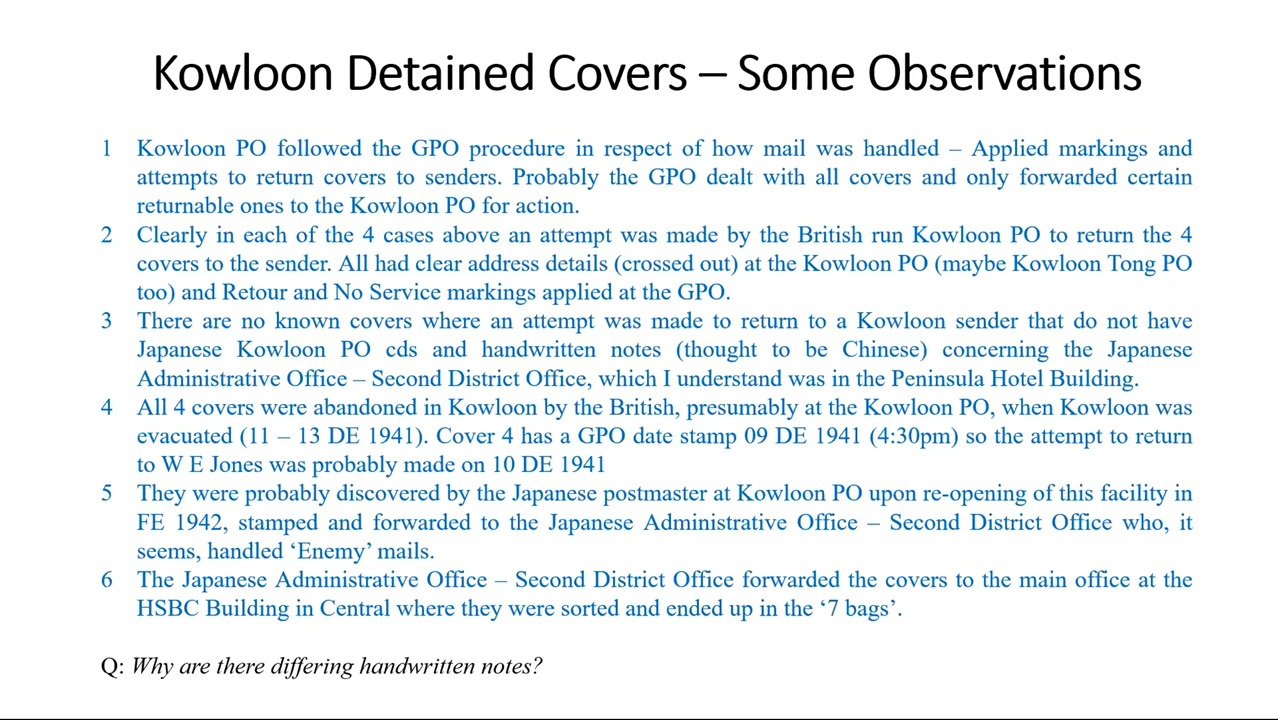 Kowloon Detained Covers – Some Observations
1 Kowloon PO followed the GPO procedure in respect of how mail was handled – Applied markings and
attempts to return covers to senders. Probably the GPO dealt with all covers and only forwarded certain
returnable ones to the Kowloon PO for action.
2 Clearly in each of the 4 cases above an attempt was made by the British run Kowloon PO to return the 4
covers to the sender. All had clear address details (crossed out) at the Kowloon PO (maybe Kowloon Tong PO
too) and Retour and No Service markings applied at the GPO.
3 There are no known covers where an attempt was made to return to a Kowloon sender that do not have
Japanese Kowloon PO cds and handwritten notes (thought to be Chinese) concerning the Japanese
Administrative Office – Second District Office, which I understand was in the Peninsula Hotel Building.
4 All 4 covers were abandoned in Kowloon by the British, presumably at the Kowloon PO, when Kowloon was
evacuated (11 – 13 DE 1941). Cover 4 has a GPO date stamp 09 DE 1941 (4:30pm) so the attempt to return
to W E Jones was probably made on 10 DE 1941
5 They were probably discovered by the Japanese postmaster at Kowloon PO upon re-opening of this facility in
FE 1942, stamped and forwarded to the Japanese Administrative Office – Second District Office who, it
seems, handled ‘Enemy’ mails.
6 The Japanese Administrative Office – Second District Office forwarded the covers to the main office at the
HSBC Building in Central where they were sorted and ended up in the ‘7 bags’.
Q: Why are there differing handwritten notes?